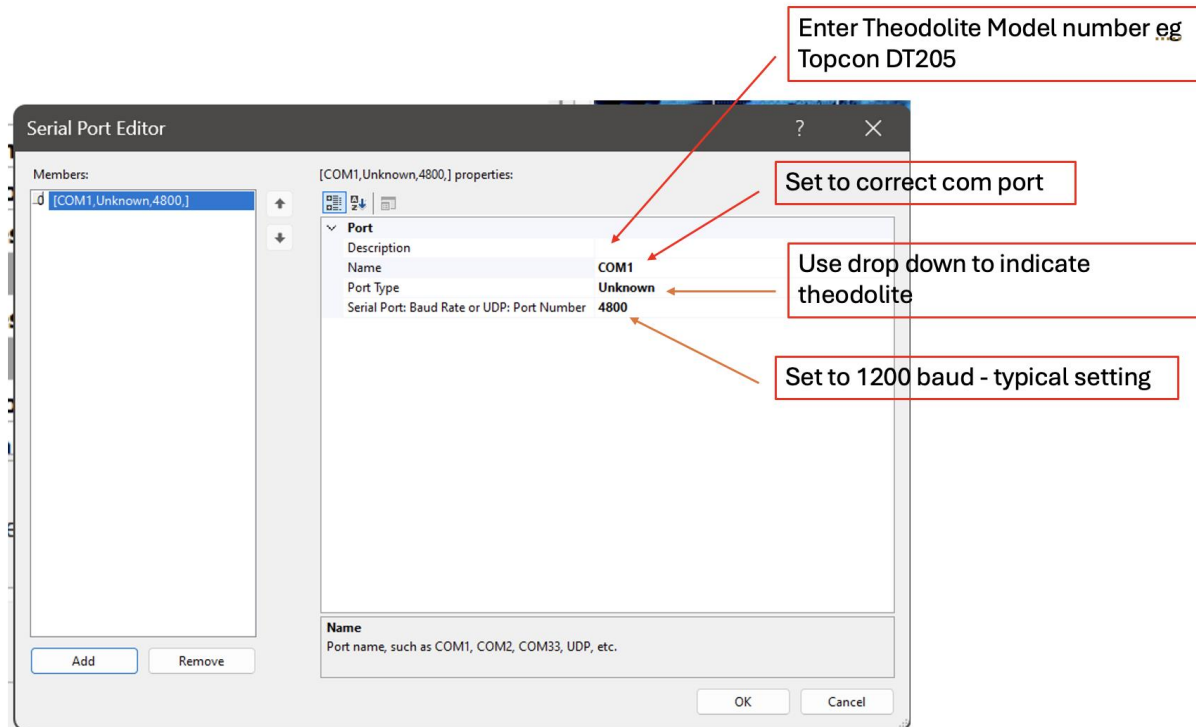 Enter Theodolite Model number eg
Topcon DT205
Serial Port Editor
?
Members:
[COM1,Unknown,4800,] properties:
[COM1,Unknown,4800,]
Set to correct com port
Port
Description
Name COM1
Port Type Unknown
Serial Port: Baud Rate or UDP: Port Number 4800
Use drop down to indicate
theodolite
Set to 1200 baud - typical setting
Name
Port name, such as COM1, COM2, COM33, UDP, etc.
Add Remove
OK Cancel